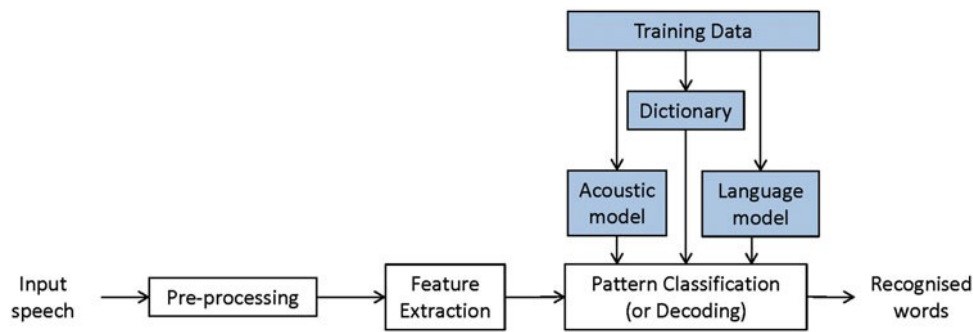 Training Data
Dictionary
Acoustic
model
Language
model
Input
speech
Pre-processing
Feature
Extraction
Pattern Classification
(or Decoding)
Recognised
words